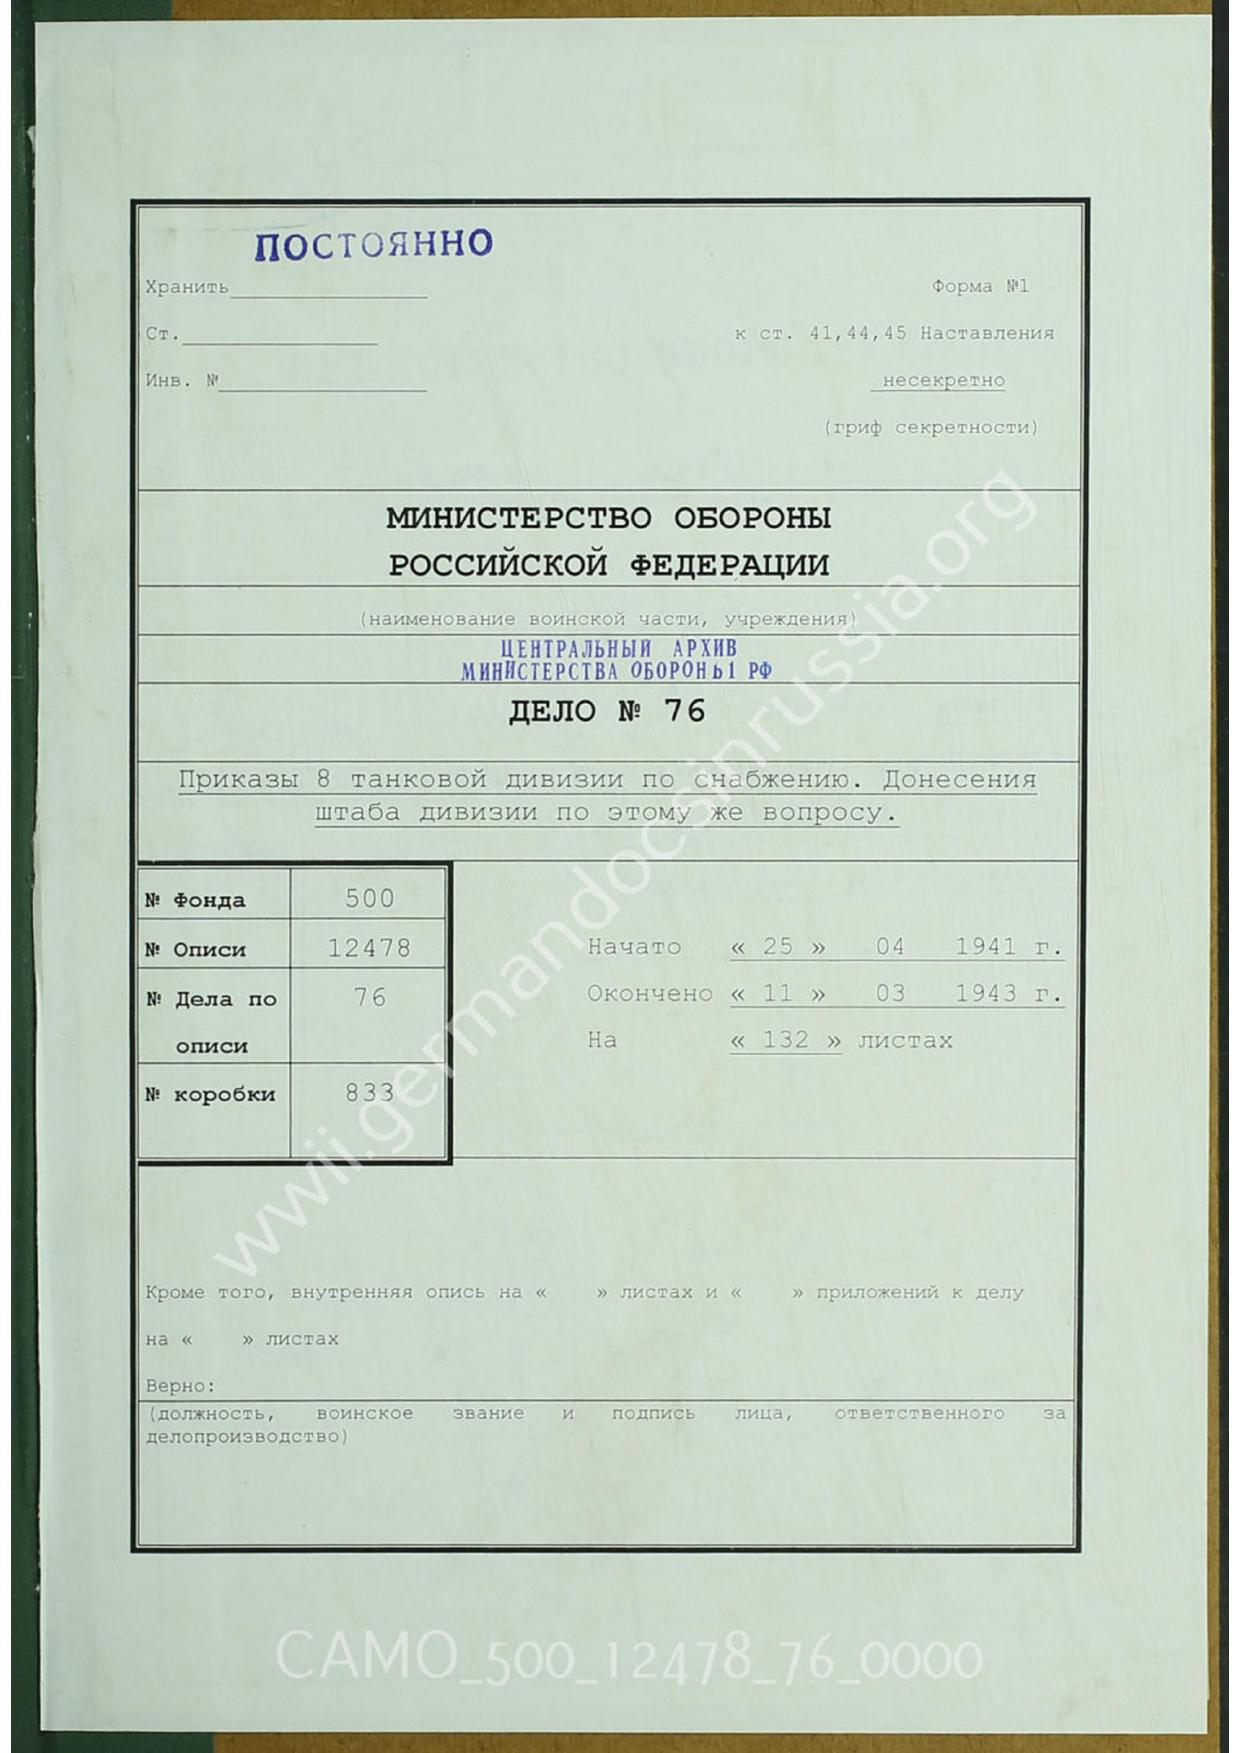 ПОСТОЯННО
Хранить
Форма №1
Ст.
к ст. 41,44,45 Наставления
Инв. №
несекретно
(гриф секретности)
МИНИСТЕРСТВО ОБОРОНЫ
РОССИЙСКОЙ ФЕДЕРАЦИИ
(наименование воинской части, учреждения)
ЦЕНТРАЛЬНЫЙ АРХИВ
МИНИСТЕРСТВА ОБОРОНЫ РФ
ДЕЛО № 76
Приказы 8 танковой дивизии по снабжению. Донесения
штаба дивизии по этому же вопросу.
№ Фонда 500
№ Описи 12478
№ Дела по 76
описи
№ коробки 833
Начато « 25 » 04 1941 г.
Окончено « 11 » 03 1943 г.
На « 132 » листах
Кроме того, внутренняя опись на « » листах и « » приложений к делу
на « » листах
Верно:
(должность, воинское звание и подпись лица, ответственного за
делопроизводство)
wwii.germandocsinrussia.org
CAMO_500_12478_76_0000